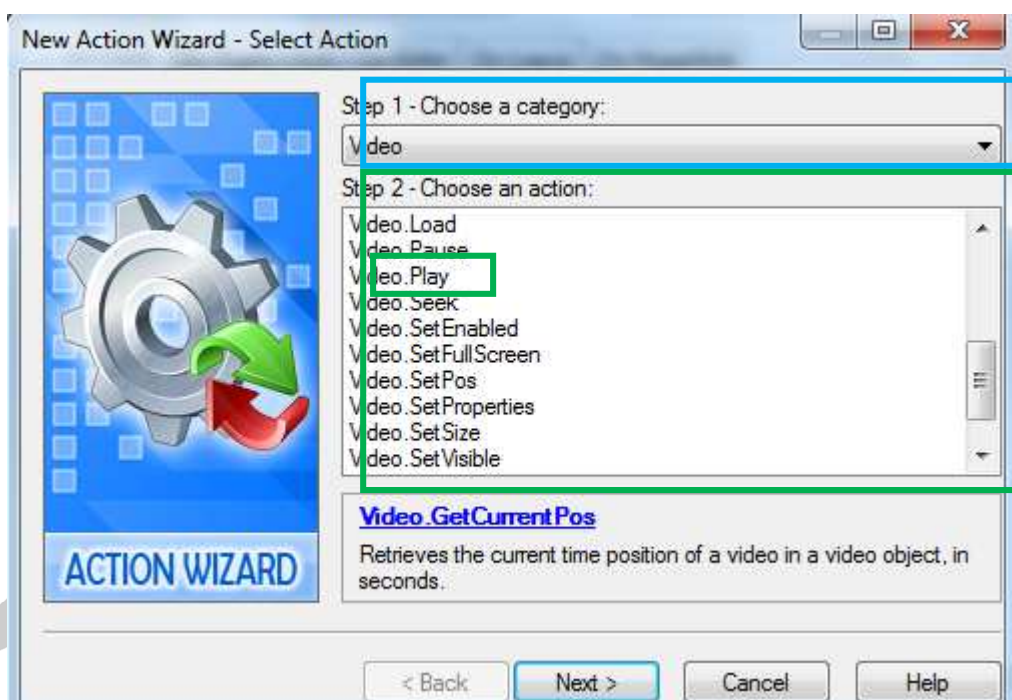 New Action Wizard - Select Action
Step 1 - Choose a category:
Video
Step 2 - Choose an action:
Video.Load
Video.Pause
Video.Play
Video.Seek
Video.SetEnabled
Video.SetFullScreen
Video.SetPos
Video.SetProperties
Video.SetSize
Video.SetVisible
Video.GetCurrentPos
Retrieves the current time position of a video in a video object, in
seconds.
ACTION WIZARD
< Back Next > Cancel Help